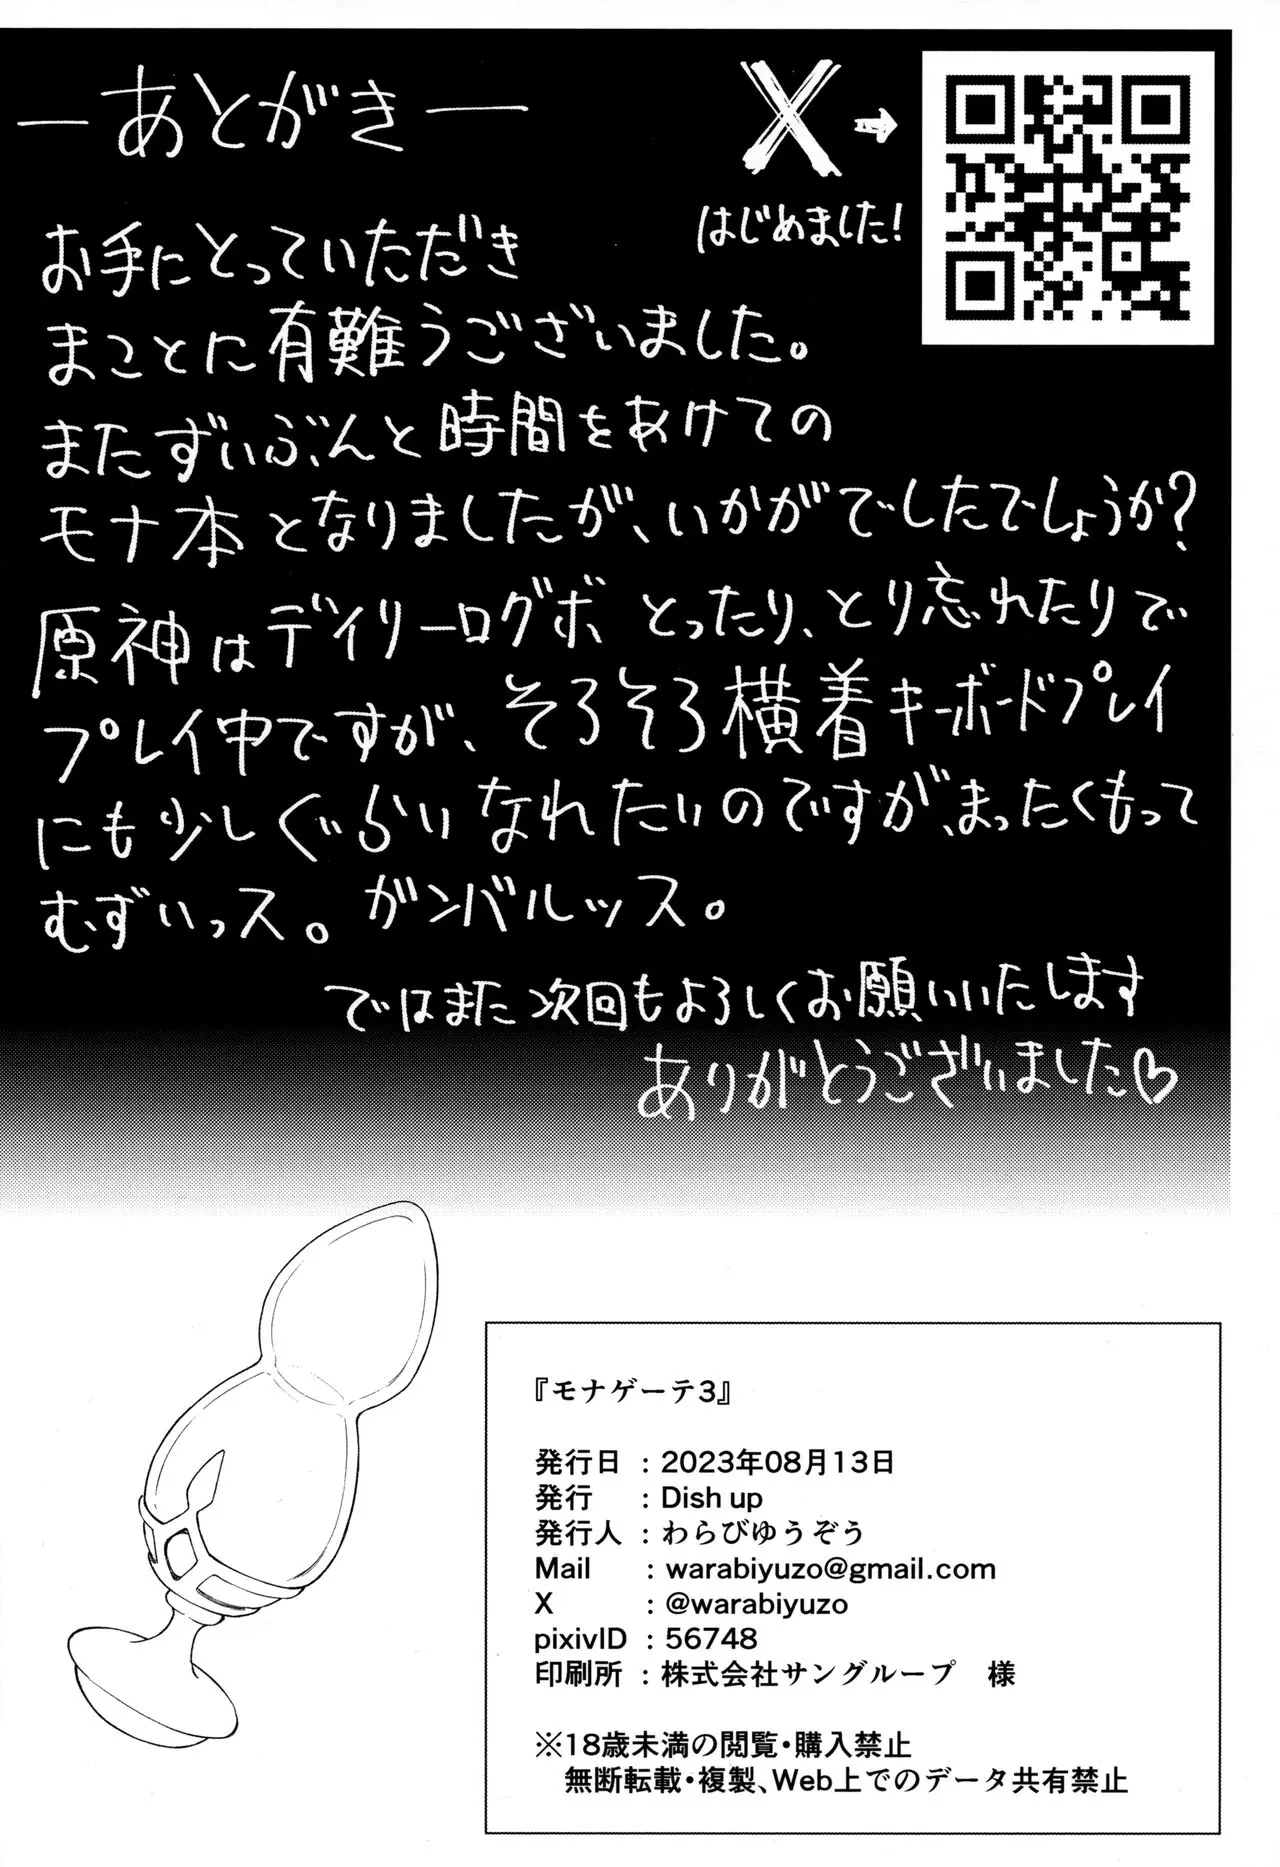 ーあとがきー
X→
はじめました!
お手にとっていただき
まことに有難うございました。
またずいぶんと時間をあけての
モナ本となりましたが、いかがでしたでしょうか?
原神はデイリーログボとったり、とり忘れたりで
プレイ中ですが、そろそろ横着キーボードプレイ
にも少しぐらいなれたいのですが、まったくもって
むずいっス。ガンバルッス。
ではまた次回もよろしくお願いいたします
ありがとうございました♡
『モナゲーテ3』
発行日 : 2023年08月13日
発行 : Dish up
発行人 : わらびゆうぞう
Mail : warabiyuzo@gmail.com
X : @warabiyuzo
pixivID : 56748
印刷所 : 株式会社サングループ 様
※18歳未満の閲覧・購入禁止
無断転載・複製、Web上でのデータ共有禁止